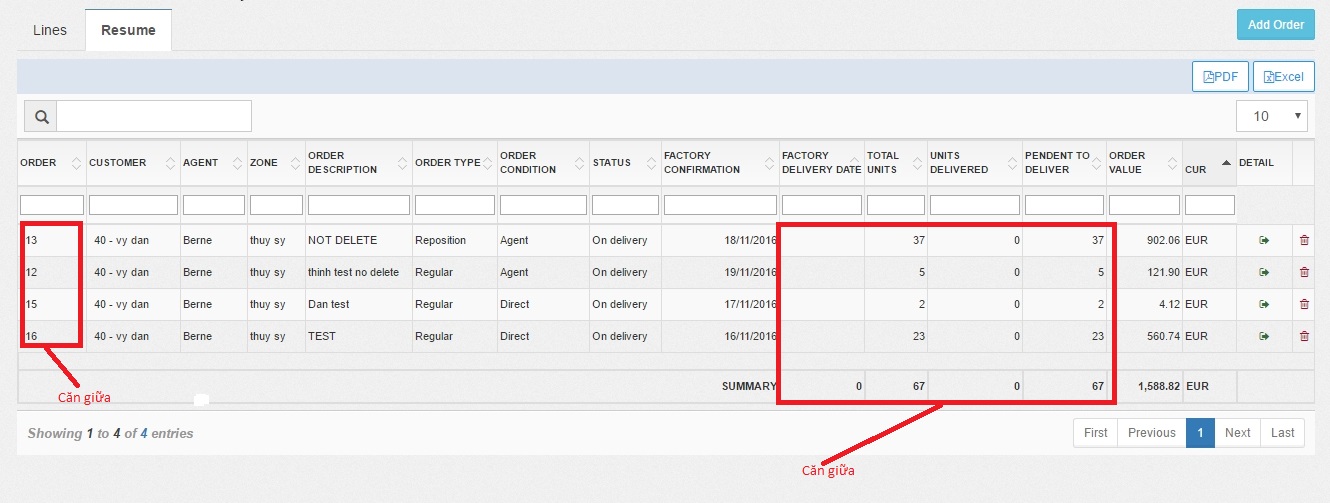 Lines Resume Add Order
PDF Excel
10
ORDER CUSTOMER AGENT ZONE ORDER DESCRIPTION ORDER TYPE ORDER CONDITION STATUS FACTORY CONFIRMATION FACTORY DELIVERY DATE TOTAL UNITS UNITS DELIVERED PENDENT TO DELIVER ORDER VALUE CUR DETAIL
13 40 - vy dan Berne thuy sy NOT DELETE Reposition Agent On delivery 18/11/2016 37 0 37 902.06 EUR
12 40 - vy dan Berne thuy sy thinh test no delete Regular Agent On delivery 19/11/2016 5 0 5 121.90 EUR
15 40 - vy dan Berne thuy sy Dan test Regular Direct On delivery 17/11/2016 2 0 2 4.12 EUR
16 40 - vy dan Berne thuy sy TEST Regular Direct On delivery 16/11/2016 23 0 23 560.74 EUR
SUMMARY 0 67 0 67 1,588.82 EUR
Căn giữa
Showing 1 to 4 of 4 entries First Previous 1 Next Last
Căn giữa